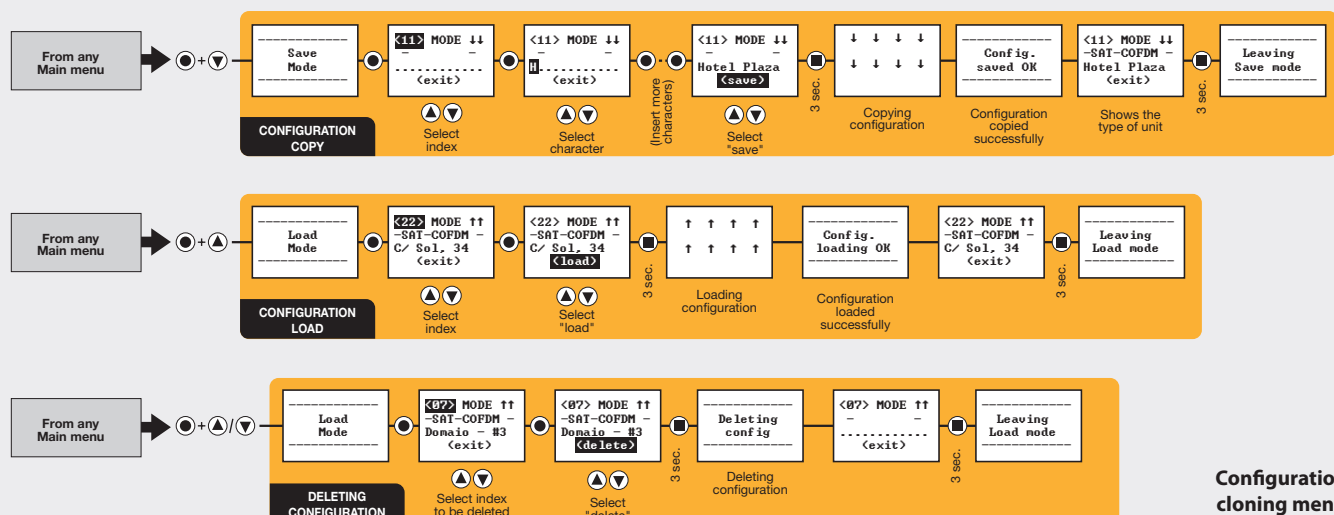 From any
Main menu
+
Save
Mode
<11> MODE ↓↓
- -
............
(exit)
Select
index
<11> MODE ↓↓
- -
H...........
(exit)
Select
character
(Insert more
characters)
<11> MODE ↓↓
- -
Hotel Plaza
(save)
Select
"save"
3 sec.
↓ ↓ ↓ ↓
↓ ↓ ↓ ↓
Copying
configuration
Config.
saved OK
Configuration
copied
successfully
<11> MODE ↓↓
-SAT-COFDM -
Hotel Plaza
(exit)
Shows the
type of unit
3 sec.
Leaving
Save mode
CONFIGURATION
COPY
From any
Main menu
+
Load
Mode
<22> MODE ↑↑
-SAT-COFDM -
C/ Sol, 34
(exit)
Select
index
<22> MODE ↑↑
-SAT-COFDM -
C/ Sol, 34
(load)
Select
"load"
3 sec.
↑ ↑ ↑ ↑
↑ ↑ ↑ ↑
Loading
configuration
Config.
loading OK
Configuration
loaded
successfully
<22> MODE ↑↑
-SAT-COFDM -
C/ Sol, 34
(exit)
3 sec.
Leaving
Load mode
CONFIGURATION
LOAD
From any
Main menu
+ /
Load
Mode
<07> MODE ↑↑
-SAT-COFDM -
Domaio - #3
(exit)
Select index
to be deleted
<07> MODE ↑↑
-SAT-COFDM -
Domaio - #3
(delete)
Select
"delete"
3 sec.
Deleting
config
Deleting
configuration
<07> MODE ↑↑
- -
............
(exit)
3 sec.
Leaving
Load mode
DELETING
CONFIGURATION
Configuratio
cloning men